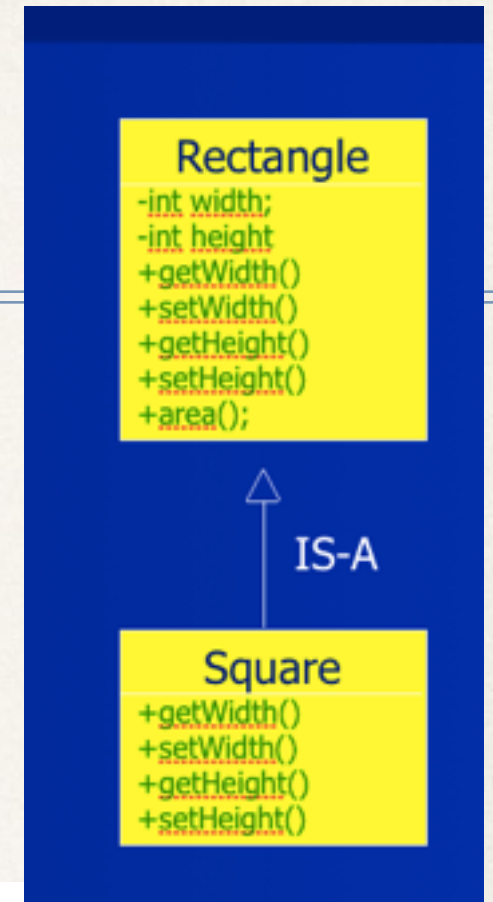 Rectangle
-int width;
-int height
+getWidth()
+setWidth()
+getHeight()
+setHeight()
+area();
IS-A
Square
+getWidth()
+setWidth()
+getHeight()
+setHeight()